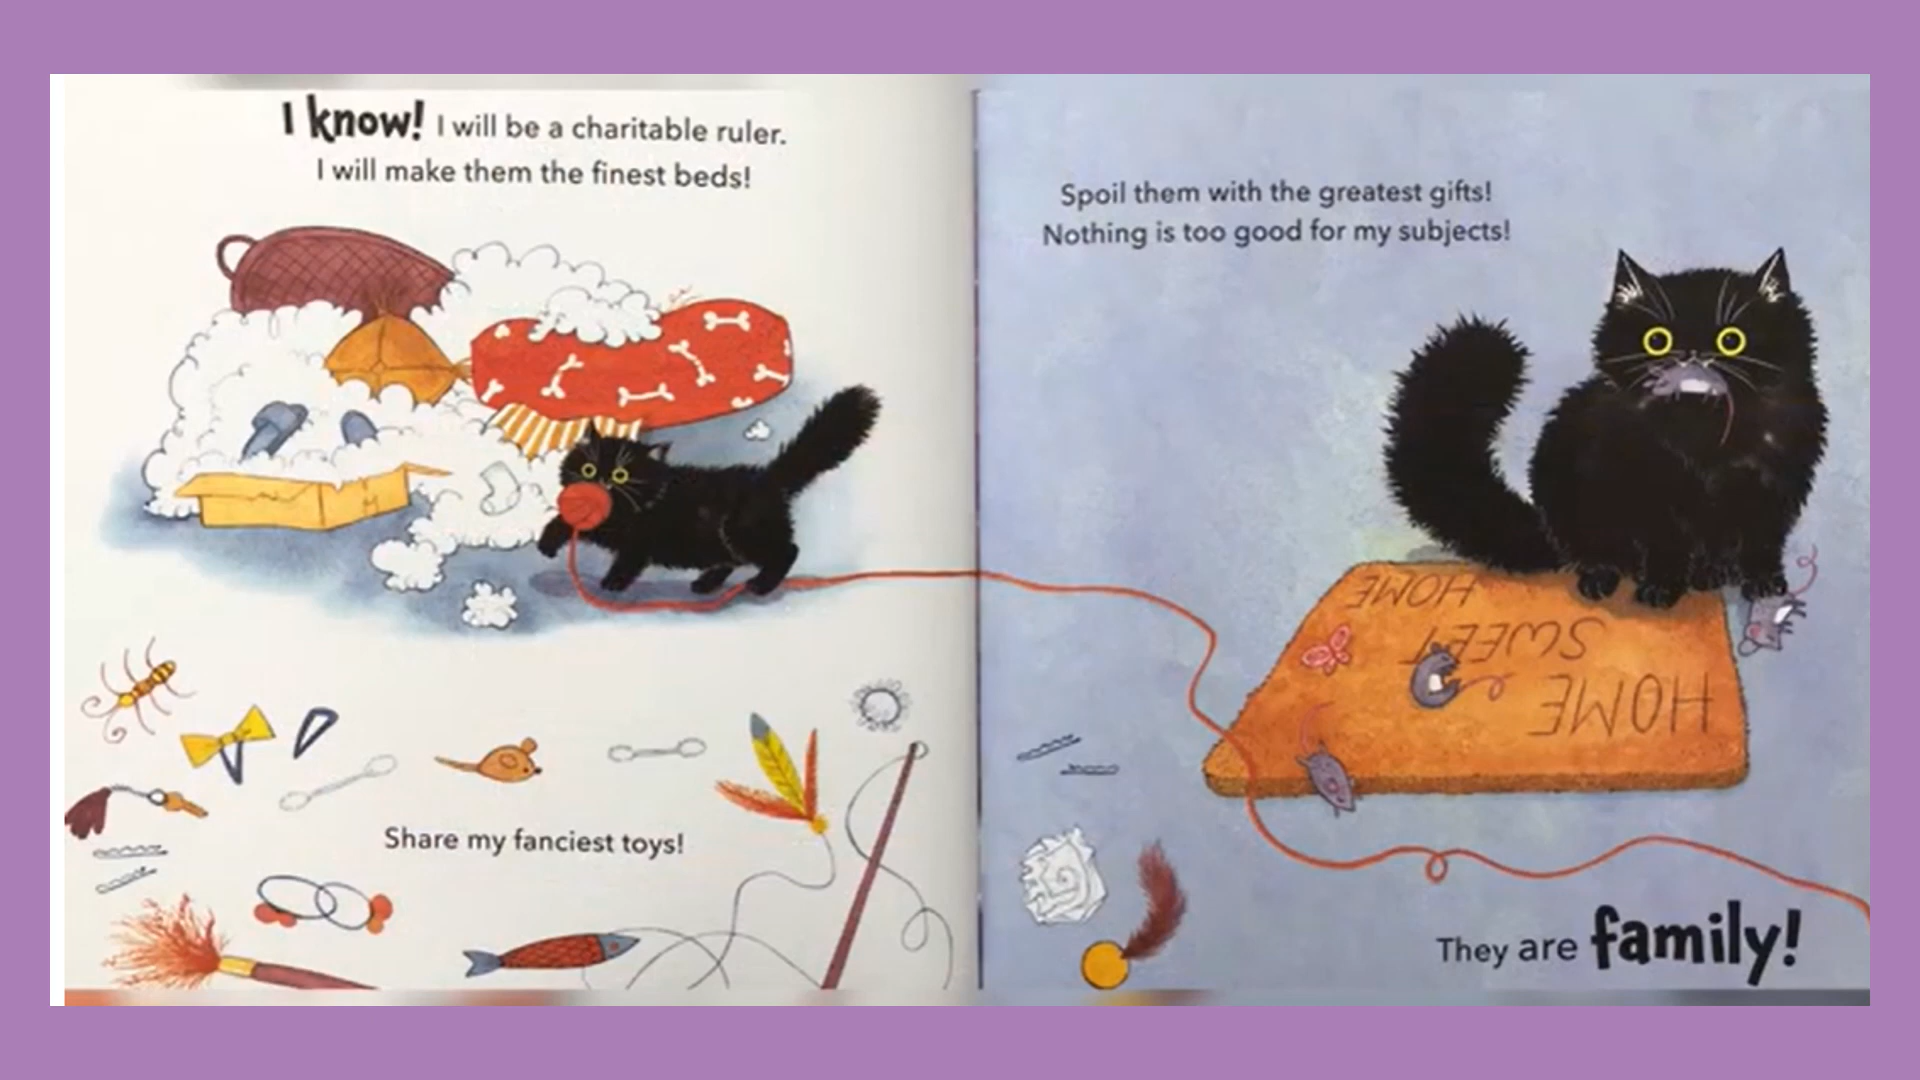 I know! I will be a charitable ruler.
I will make them the finest beds!
Share my fanciest toys!
Spoil them with the greatest gifts!
Nothing is too good for my subjects!
HOME
SWEET
HOME
They are family!